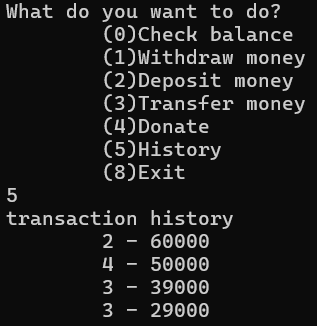 What do you want to do?
(0)Check balance
(1)Withdraw money
(2)Deposit money
(3)Transfer money
(4)Donate
(5)History
(8)Exit
5
transaction history
2 - 60000
4 - 50000
3 - 39000
3 - 29000